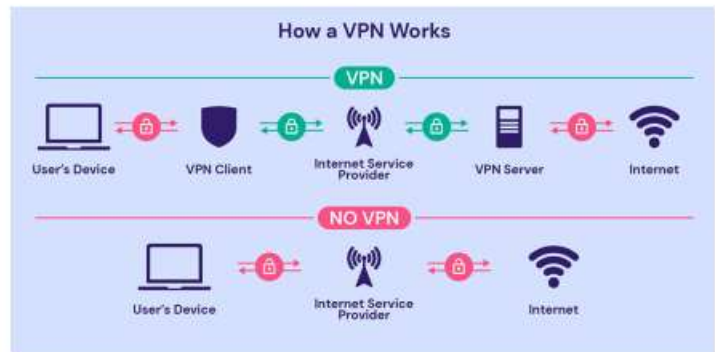 How a VPN Works
VPN
User's Device
VPN Client
Internet Service
Provider
VPN Server
Internet
NO VPN
User's Device
Internet Service
Provider
Internet